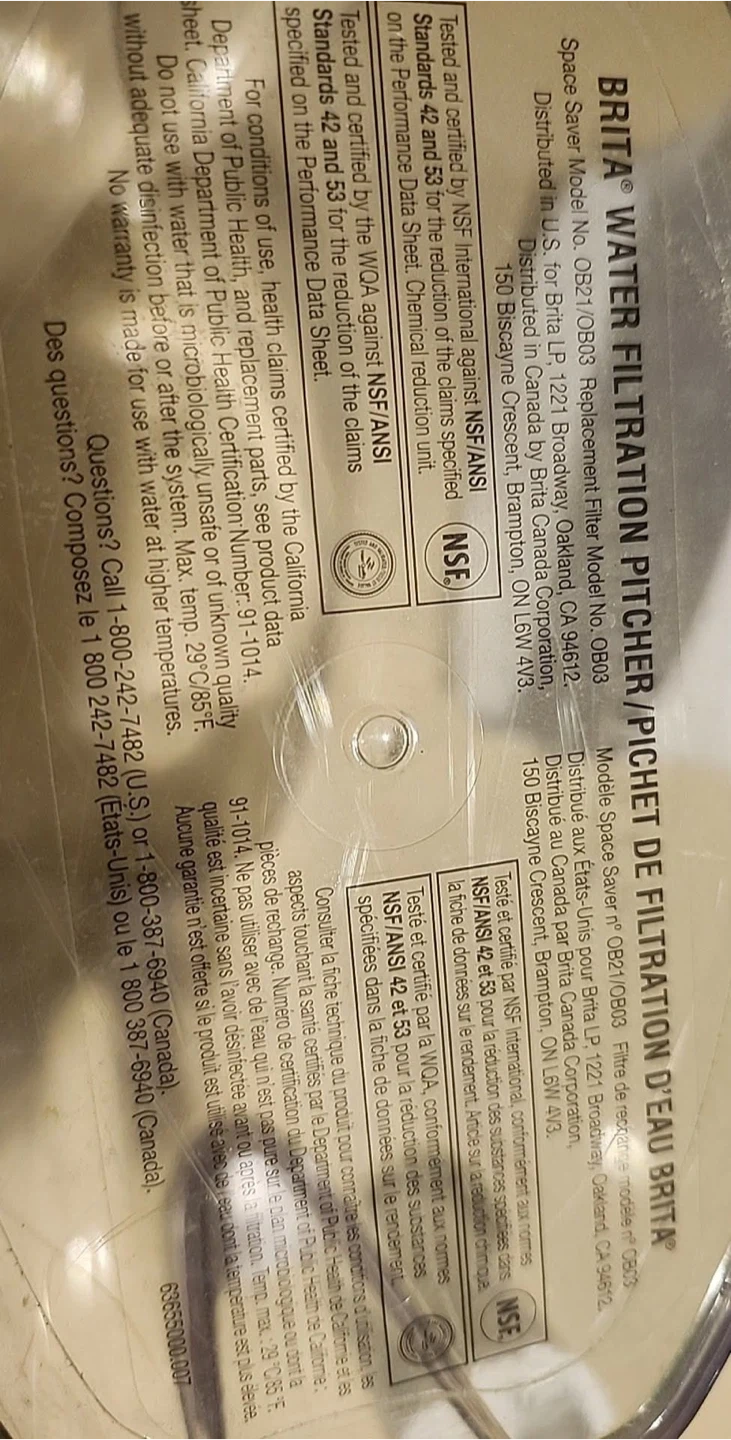 BRITA® WATER FILTRATION PITCHER/PICHET DE FILTRATION D'EAU BRITA®
Space Saver Model No. OB21/OB03 Replacement Filter Model No. OB03
Distributed in U.S. for Brita LP, 1221 Broadway, Oakland, CA 94612.
Distributed in Canada by Brita Canada Corporation,
150 Biscayne Crescent, Brampton, ON L6W 4V3.
Tested and certified by NSF International against NSF/ANSI
Standards 42 and 53 for the reduction of the claims specified
on the Performance Data Sheet. Chemical reduction unit.
NSF®
Tested and certified by the WQA against NSF/ANSI
Standards 42 and 53 for the reduction of the claims
specified on the Performance Data Sheet.
For conditions of use, health claims certified by the California
Department of Public Health, and replacement parts, see product data
sheet. California Department of Public Health Certification Number: 91-1014.
Do not use with water that is microbiologically unsafe or of unknown quality
without adequate disinfection before or after the system. Max. temp. 29°C/85°F.
No warranty is made for use with water at higher temperatures.
Modèle Space Saver nº OB21/OB03 Filtre de rechange modèle nº OB03
Distribué aux États-Unis pour Brita LP, 1221 Broadway, Oakland, CA 94612.
Distribué au Canada par Brita Canada Corporation,
150 Biscayne Crescent, Brampton, ON L6W 4V3.
Testé et certifié par NSF International, conformément aux normes
NSF/ANSI 42 et 53 pour la réduction des substances spécifiées dans
la fiche de données sur le rendement. Article sur la réduction chimique.
NSF®
Testé et certifié par la WQA, conformément aux normes
NSF/ANSI 42 et 53 pour la réduction des substances
spécifiées dans la fiche de données sur le rendement.
Consulter la fiche technique du produit pour connaître les conditions d'utilisation, les
aspects touchant la santé certifiés par le Department of Public Health de Californie et les
pièces de rechange. Numéro de certification du Department of Public Health de Californie :
91-1014. Ne pas utiliser avec de l'eau qui n'est pas pure sur le plan microbiologique ou dont la
qualité est incertaine sans l'avoir désinfectée avant ou après la filtration. Temp. max. : 29 °C/85 °F.
Aucune garantie n'est offerte si le produit est utilisé avec de l'eau dont la température est plus élevée.
Questions? Call 1-800-242-7482 (U.S.) or 1-800-387-6940 (Canada).
Des questions? Composez le 1 800 242-7482 (États-Unis) ou le 1 800 387-6940 (Canada).
63655000.007